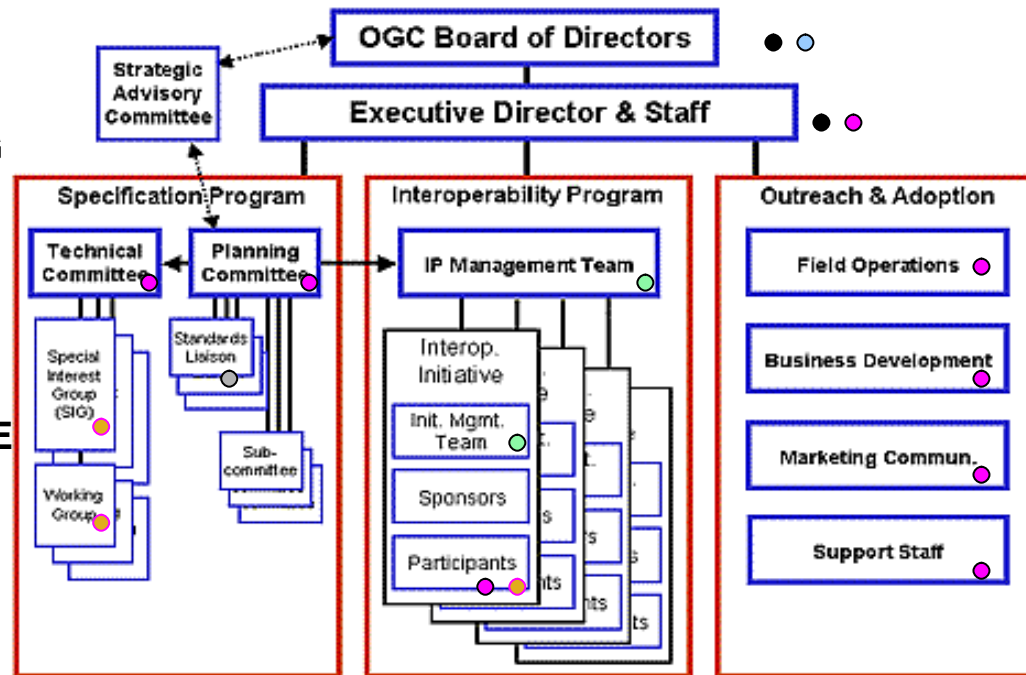 OGC Board of Directors
Strategic
Advisory
Committee
Executive Director & Staff
Specification Program
Interoperability Program
Outreach & Adoption
Technical
Committee
Planning
Committee
IP Management Team
Field Operations
Special
Interest
Group
(SIG)
Standards
Liaison
Interop.
Initiative
Business Development
Init. Mgmt.
Team
Sub-
committee
Marketing Commun.
Working
Group
Sponsors
Participants
Support Staff